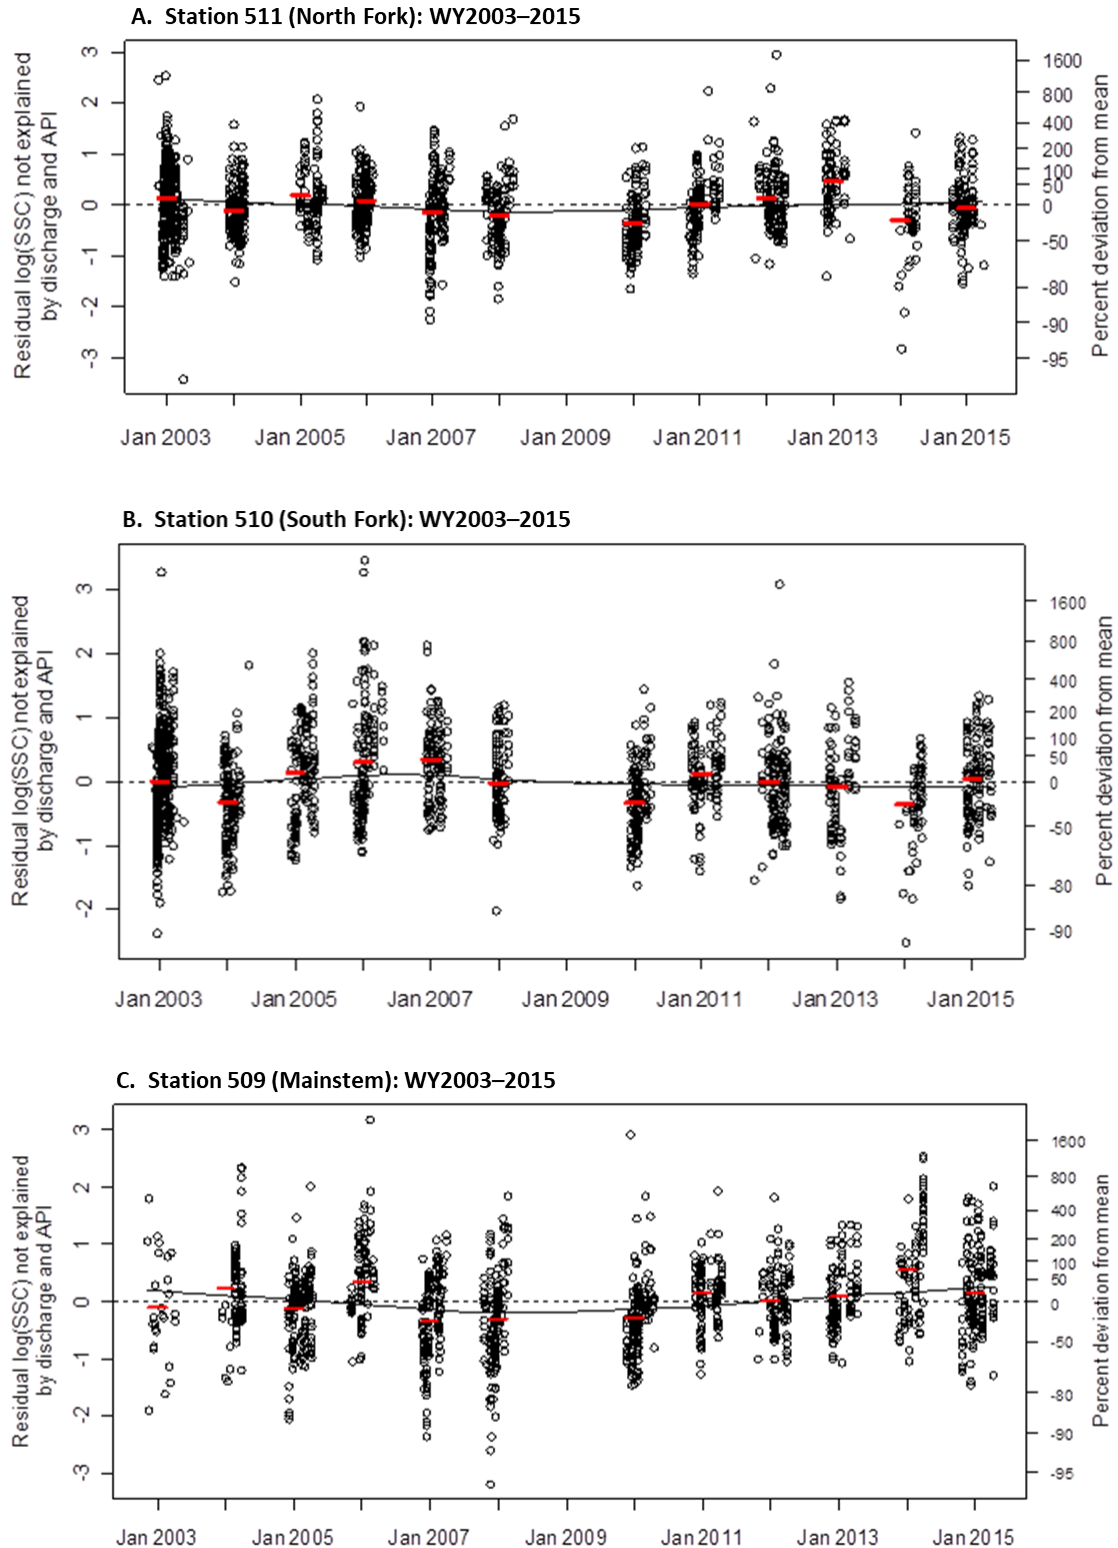 A. Station 511 (North Fork): WY2003–2015
Residual log(SSC) not explained
by discharge and API
3
2
1
0
-1
-2
-3
1600
800
400
200
100
50
0
-50
-80
-90
-95
Percent deviation from mean
Jan 2003
Jan 2005
Jan 2007
Jan 2009
Jan 2011
Jan 2013
Jan 2015
B. Station 510 (South Fork): WY2003–2015
Residual log(SSC) not explained
by discharge and API
3
2
1
0
-1
-2
1600
800
400
200
100
50
0
-50
-80
-90
Percent deviation from mean
Jan 2003
Jan 2005
Jan 2007
Jan 2009
Jan 2011
Jan 2013
Jan 2015
C. Station 509 (Mainstem): WY2003–2015
Residual log(SSC) not explained
by discharge and API
3
2
1
0
-1
-2
-3
1600
800
400
200
100
50
0
-50
-80
-90
-95
Percent deviation from mean
Jan 2003
Jan 2005
Jan 2007
Jan 2009
Jan 2011
Jan 2013
Jan 2015